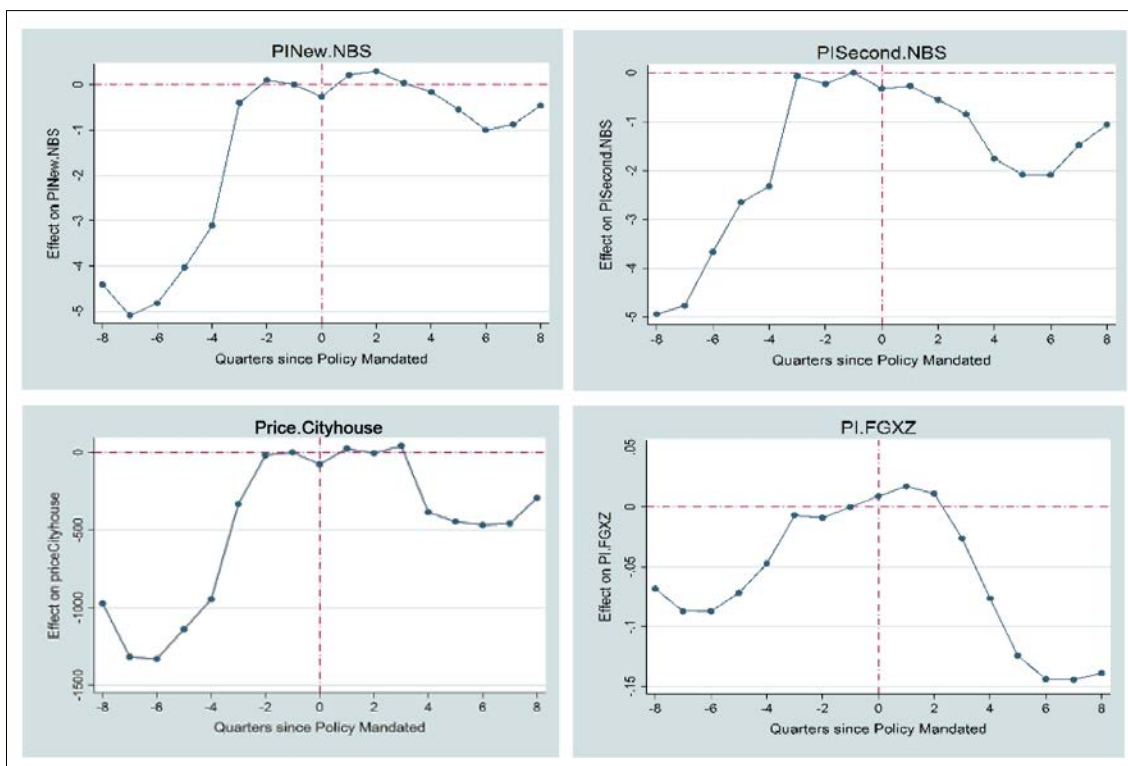 PINew.NBS
Effect on PINew.NBS
0
-1
-2
-3
-4
-5
-8 -6 -4 -2 0 2 4 6 8
Quarters since Policy Mandated
PISecond.NBS
Effect on PISecond.NBS
0
-1
-2
-3
-4
-5
-8 -6 -4 -2 0 2 4 6 8
Quarters since Policy Mandated
Price.Cityhouse
Effect on priceCityhouse
0
-500
-1000
-1500
-8 -6 -4 -2 0 2 4 6 8
Quarters since Policy Mandated
PI.FGXZ
Effect on PI.FGXZ
.05
0
-.05
-.1
-.15
-8 -6 -4 -2 0 2 4 6 8
Quarters since Policy Mandated